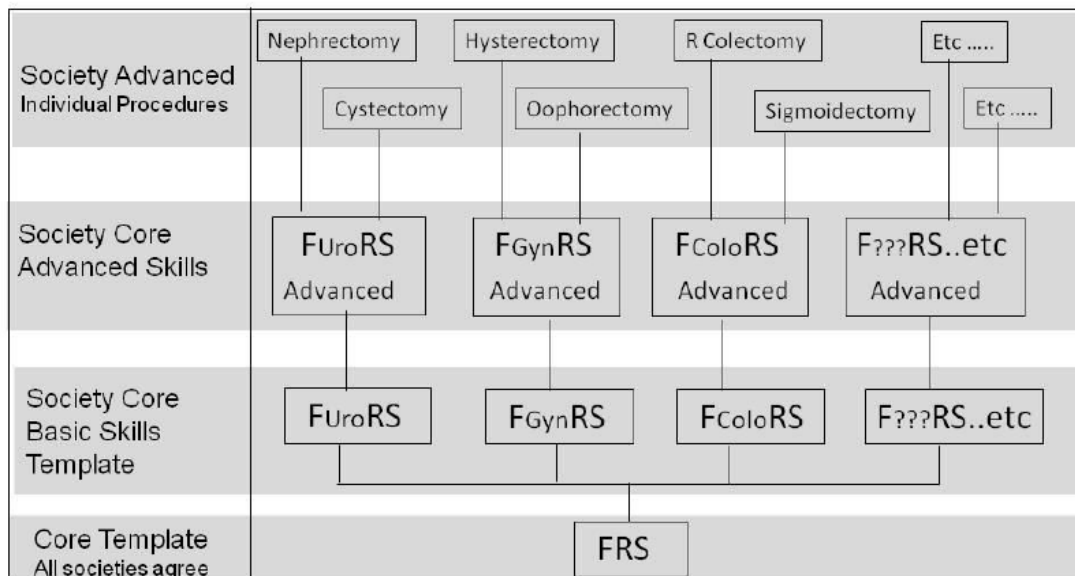 Society Advanced
Individual Procedures
Nephrectomy
Hysterectomy
R Colectomy
Etc .....
Cystectomy
Oophorectomy
Sigmoidectomy
Etc .....
Society Core
Advanced Skills
FUroRS
Advanced
FGynRS
Advanced
FColoRS
Advanced
F???RS..etc
Advanced
Society Core
Basic Skills
Template
FUroRS
FGynRS
FColoRS
F???RS..etc
Core Template
All societies agree
FRS